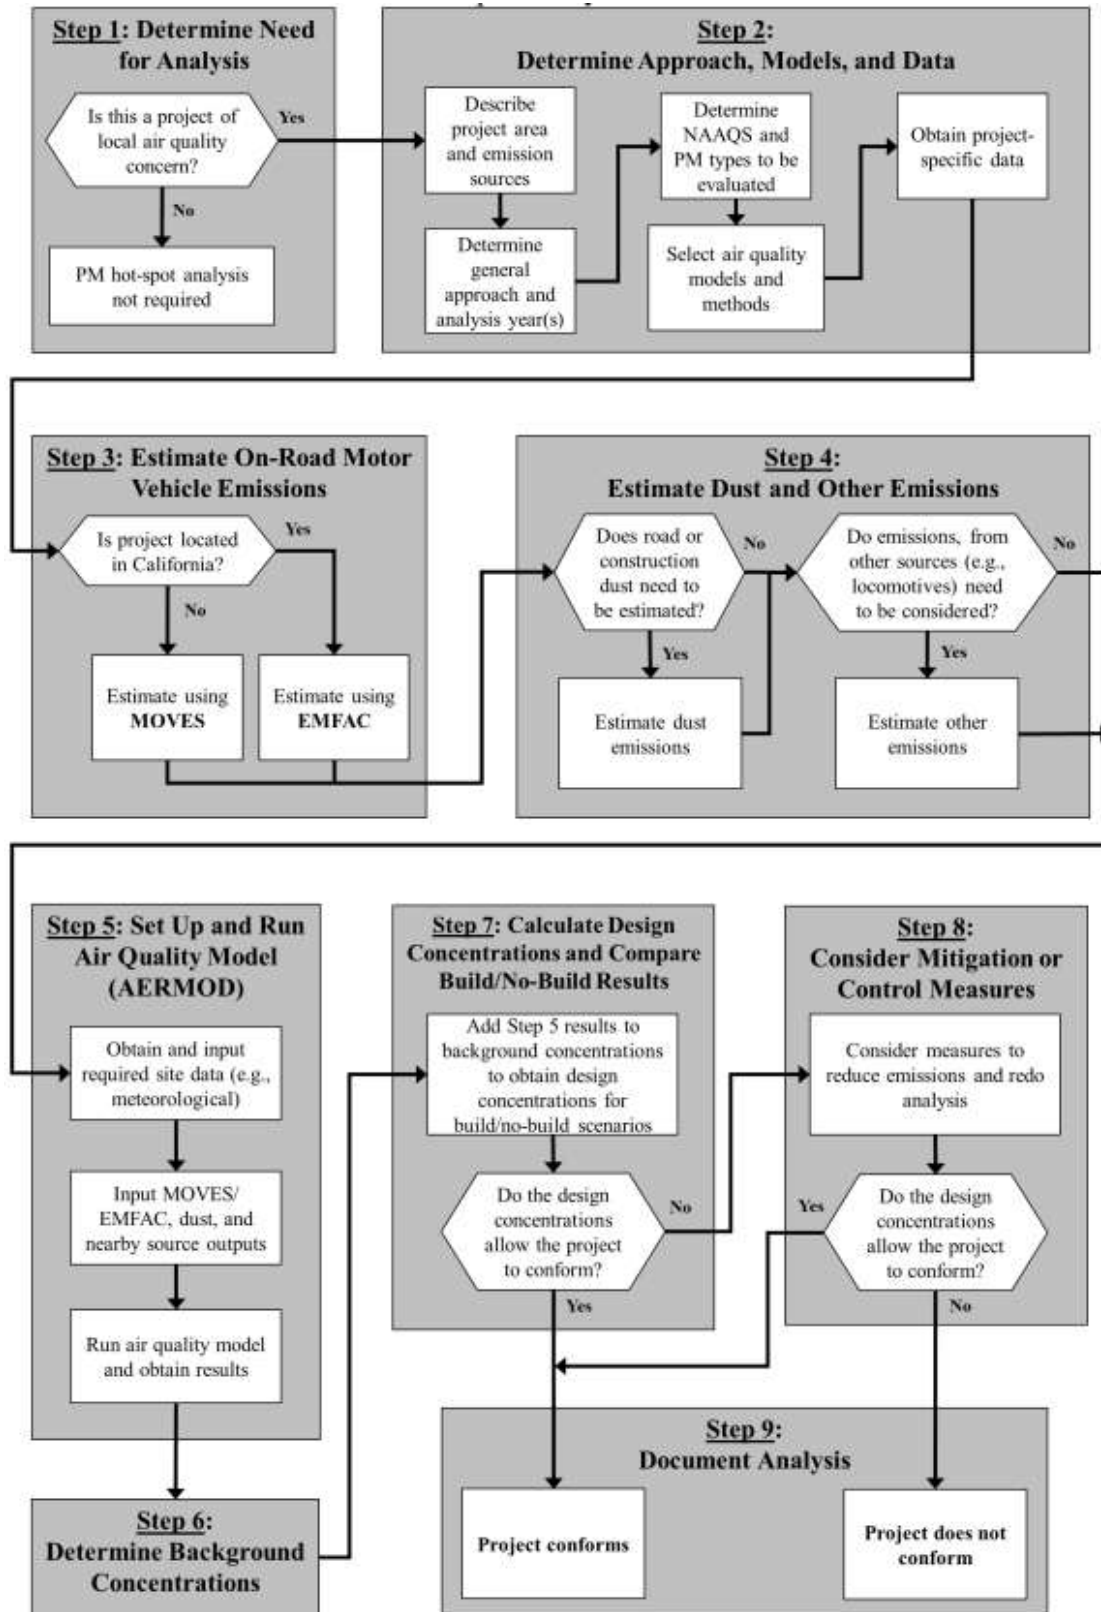 Step 1: Determine Need
for Analysis
Is this a project of
local air quality
concern?
Yes
No
PM hot-spot analysis
not required
Step 2:
Determine Approach, Models, and Data
Describe
project area
and emission
sources
Determine
general
approach and
analysis year(s)
Determine
NAAQS and
PM types to be
evaluated
Select air quality
models and
methods
Obtain project-
specific data
Step 3: Estimate On-Road Motor
Vehicle Emissions
Is project located
in California?
Yes
No
Estimate using
MOVES
Estimate using
EMFAC
Step 4:
Estimate Dust and Other Emissions
Does road or
construction
dust need to
be estimated?
No
Yes
Estimate dust
emissions
Do emissions, from
other sources (e.g.,
locomotives) need
to be considered?
No
Yes
Estimate other
emissions
Step 5: Set Up and Run
Air Quality Model
(AERMOD)
Obtain and input
required site data (e.g.,
meteorological)
Input MOVES/
EMFAC, dust, and
nearby source outputs
Run air quality model
and obtain results
Step 6:
Determine Background
Concentrations
Step 7: Calculate Design
Concentrations and Compare
Build/No-Build Results
Add Step 5 results to
background concentrations
to obtain design
concentrations for
build/no-build scenarios
Do the design
concentrations
allow the project
to conform?
No
Yes
Step 8:
Consider Mitigation or
Control Measures
Consider measures to
reduce emissions and redo
analysis
Yes
Do the design
concentrations
allow the project
to conform?
No
Step 9:
Document Analysis
Project conforms
Project does not
conform